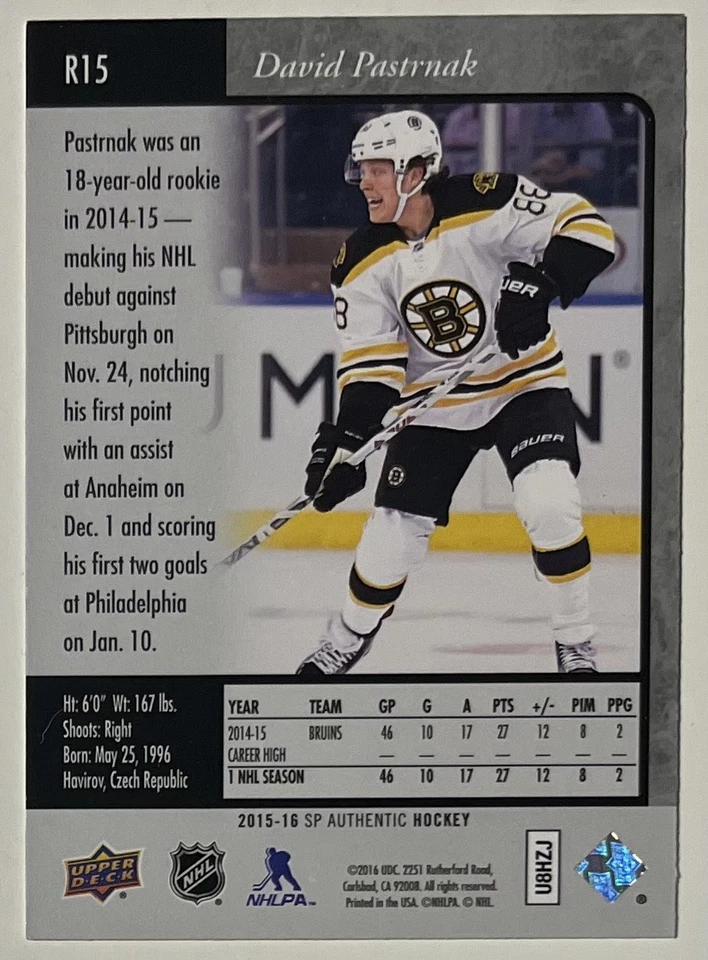 R15
David Pastrnak
Pastrnak was an
18-year-old rookie
in 2014-15 —
making his NHL
debut against
Pittsburgh on
Nov. 24, notching
his first point
with an assist
at Anaheim on
Dec. 1 and scoring
his first two goals
at Philadelphia
on Jan. 10.
88
8
B
BAUER
M N®
UER
Ht: 6'0" Wt: 167 lbs.
Shoots: Right
Born: May 25, 1996
Havirov, Czech Republic
YEAR TEAM GP G A PTS +/- PIM PPG
2014-15 BRUINS 46 10 17 27 12 8 2
CAREER HIGH — — — — — — —
1 NHL SEASON 46 10 17 27 12 8 2
2015-16 SP AUTHENTIC HOCKEY
UPPER
D·E·C·K®
NHL®
NHLPA™
©2016 UDC. 2251 Rutherford Road,
Carlsbad, CA 92008. All rights reserved.
Printed in the USA. ©NHLPA. © NHL.
U8HZJ
®